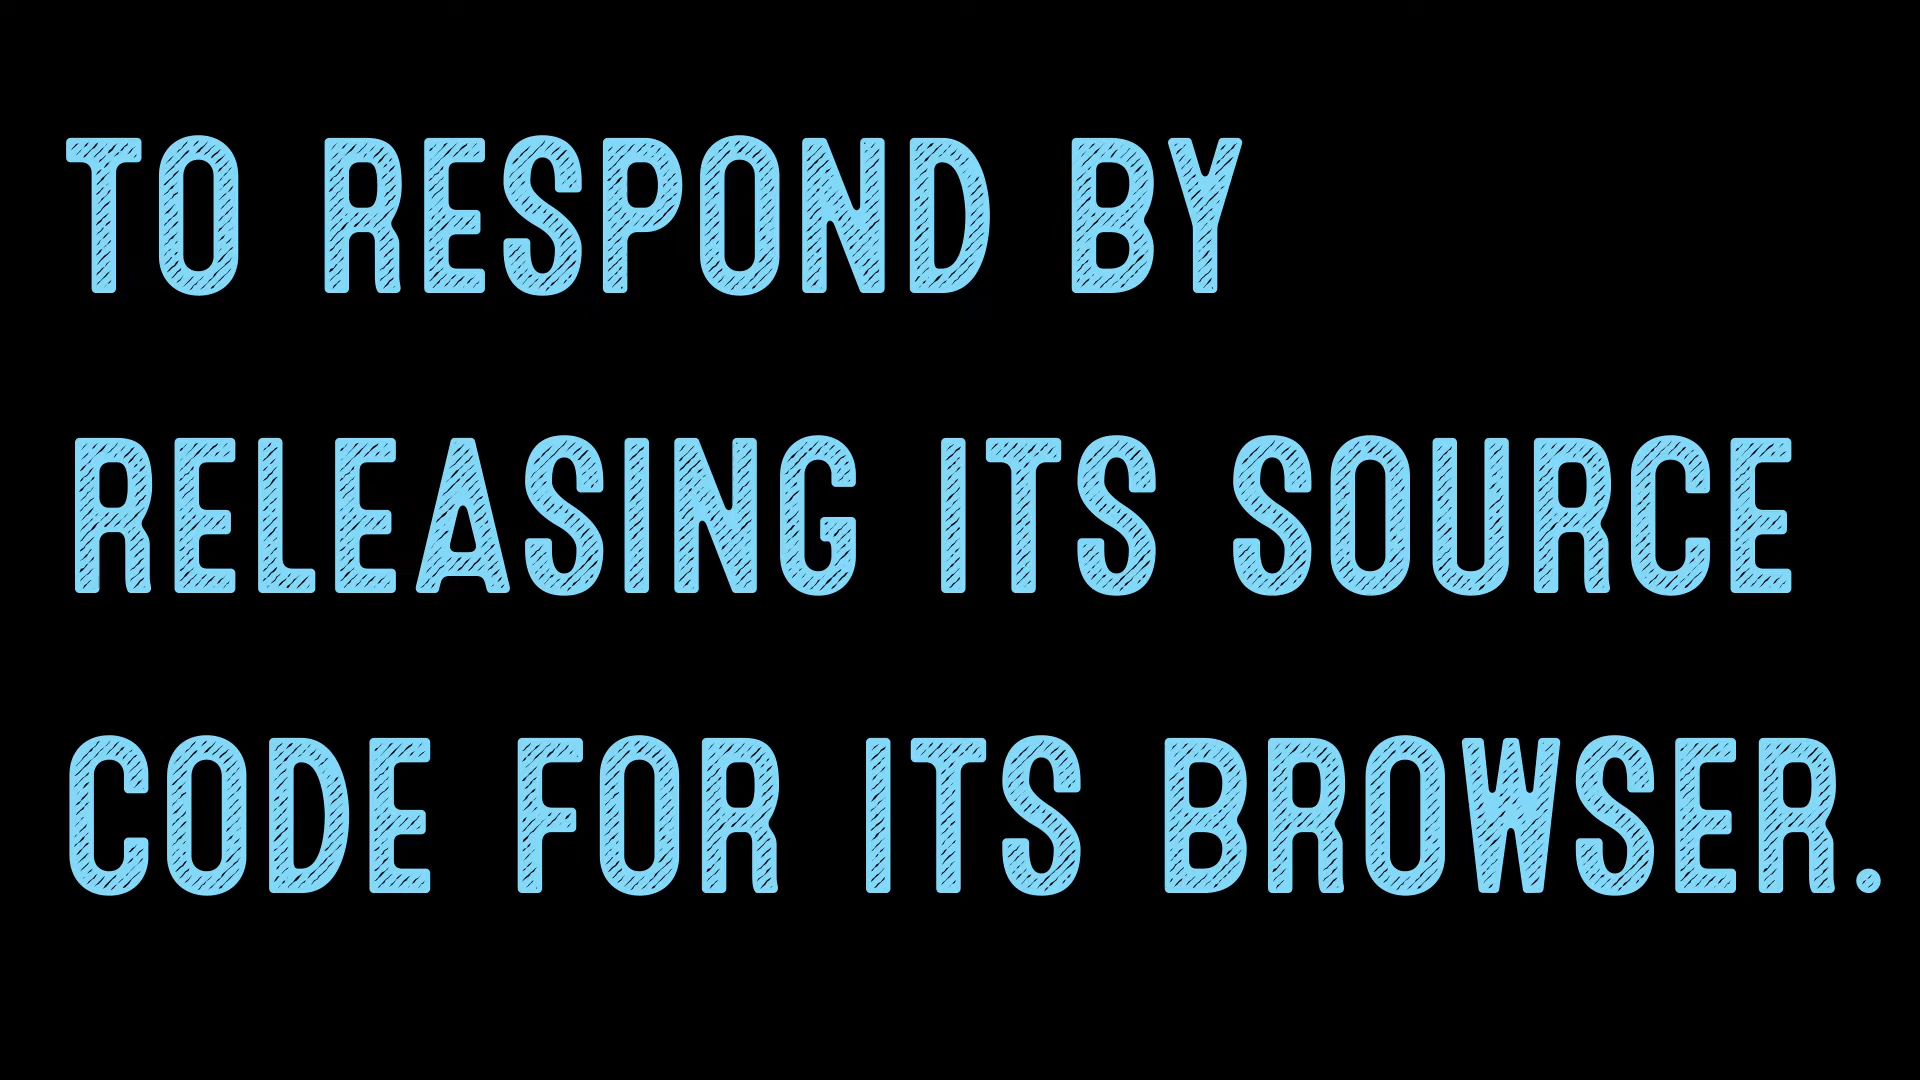 TO RESPOND BY
RELEASING ITS SOURCE
CODE FOR ITS BROWSER.